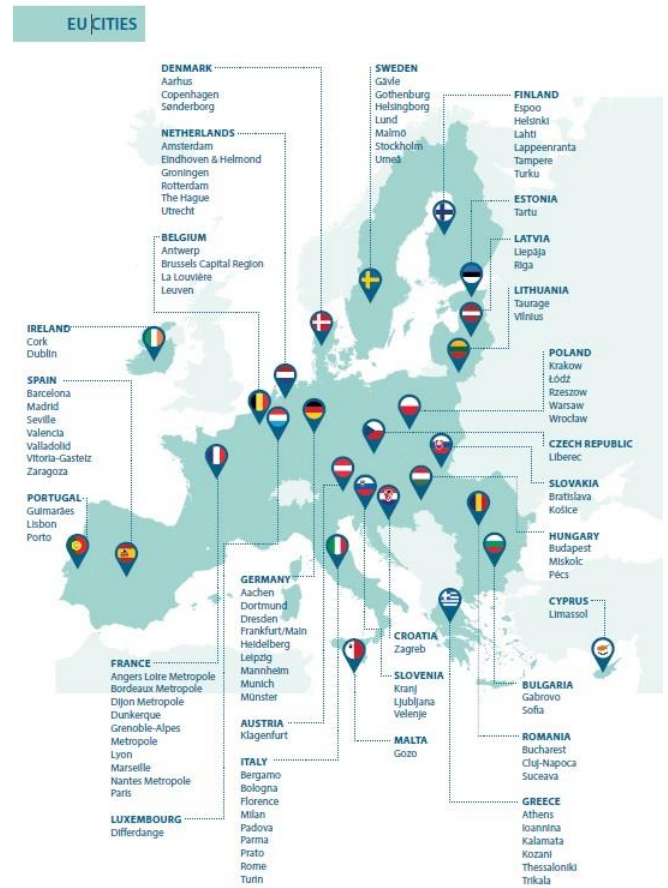 EU CITIES
DENMARK
Aarhus
Copenhagen
Sønderborg
NETHERLANDS
Amsterdam
Eindhoven & Helmond
Groningen
Rotterdam
The Hague
Utrecht
BELGIUM
Antwerp
Brussels Capital Region
La Louvière
Leuven
IRELAND
Cork
Dublin
SPAIN
Barcelona
Madrid
Seville
Valencia
Valladolid
Vitoria-Gasteiz
Zaragoza
PORTUGAL
Guimarães
Lisbon
Porto
SWEDEN
Gävle
Gothenburg
Helsingborg
Lund
Malmö
Stockholm
Umeå
FINLAND
Espoo
Helsinki
Lahti
Lappeenranta
Tampere
Turku
ESTONIA
Tartu
LATVIA
Liepāja
Riga
LITHUANIA
Taurage
Vilnius
POLAND
Krakow
Łódź
Rzeszow
Warsaw
Wrocław
CZECH REPUBLIC
Liberec
SLOVAKIA
Bratislava
Košice
HUNGARY
Budapest
Miskolc
Pécs
CYPRUS
Limassol
FRANCE
Angers Loire Metropole
Bordeaux Metropole
Dijon Metropole
Dunkerque
Grenoble-Alpes
Metropole
Lyon
Marseille
Nantes Metropole
Paris
LUXEMBOURG
Differdange
GERMANY
Aachen
Dortmund
Dresden
Frankfurt/Main
Heidelberg
Leipzig
Mannheim
Munich
Münster
AUSTRIA
Klagenfurt
ITALY
Bergamo
Bologna
Florence
Milan
Padova
Parma
Prato
Rome
Turin
CROATIA
Zagreb
SLOVENIA
Kranj
Ljubljana
Velenje
MALTA
Gozo
BULGARIA
Gabrovo
Sofia
ROMANIA
Bucharest
Cluj-Napoca
Suceava
GREECE
Athens
Ioannina
Kalamata
Kozani
Thessaloniki
Trikala